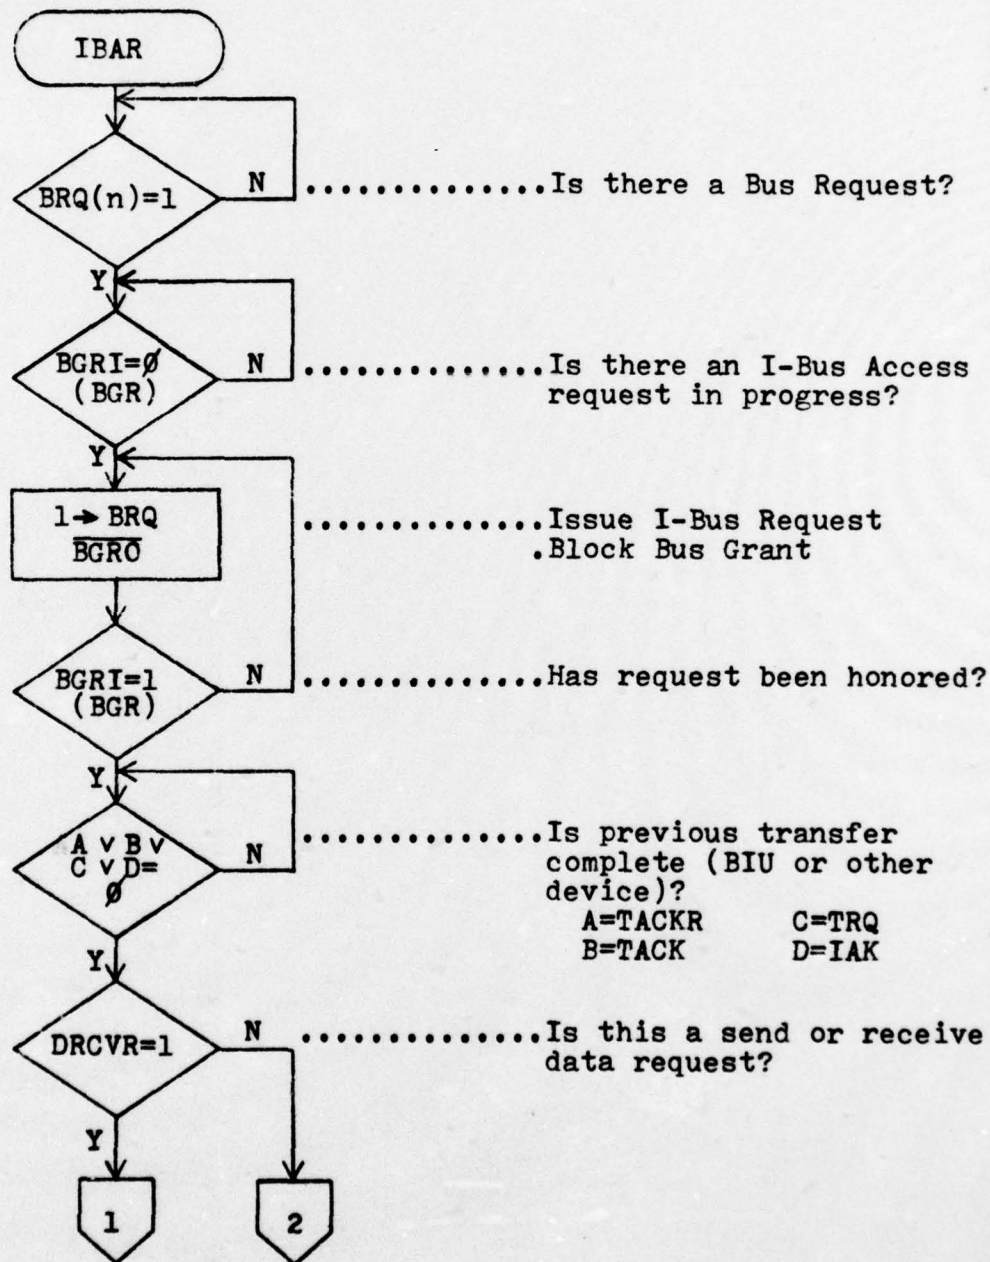 IBAR
BRQ(n)=1
N
..............Is there a Bus Request?
Y
BGRI=∅
(BGR)
N
..............Is there an I-Bus Access
request in progress?
Y
1→ BRQ
B̅G̅R̅O̅
..............Issue I-Bus Request
.Block Bus Grant
BGRI=1
(BGR)
N
..............Has request been honored?
Y
A ∨ B ∨
C ∨ D=
∅
N
..............Is previous transfer
complete (BIU or other
device)?
A=TACKR C=TRQ
B=TACK D=IAK
Y
DRCVR=1
N
..............Is this a send or receive
data request?
Y
1
2